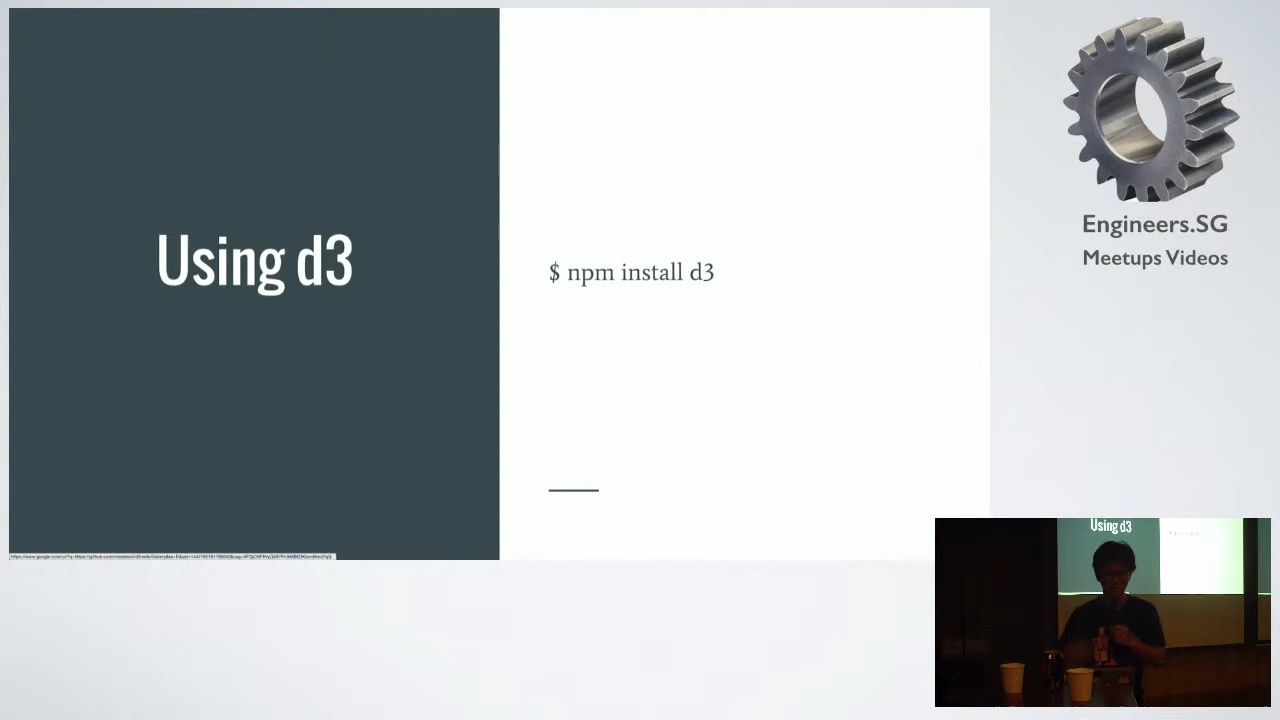 Using d3
$ npm install d3
Engineers.SG
Meetups Videos
Using d3